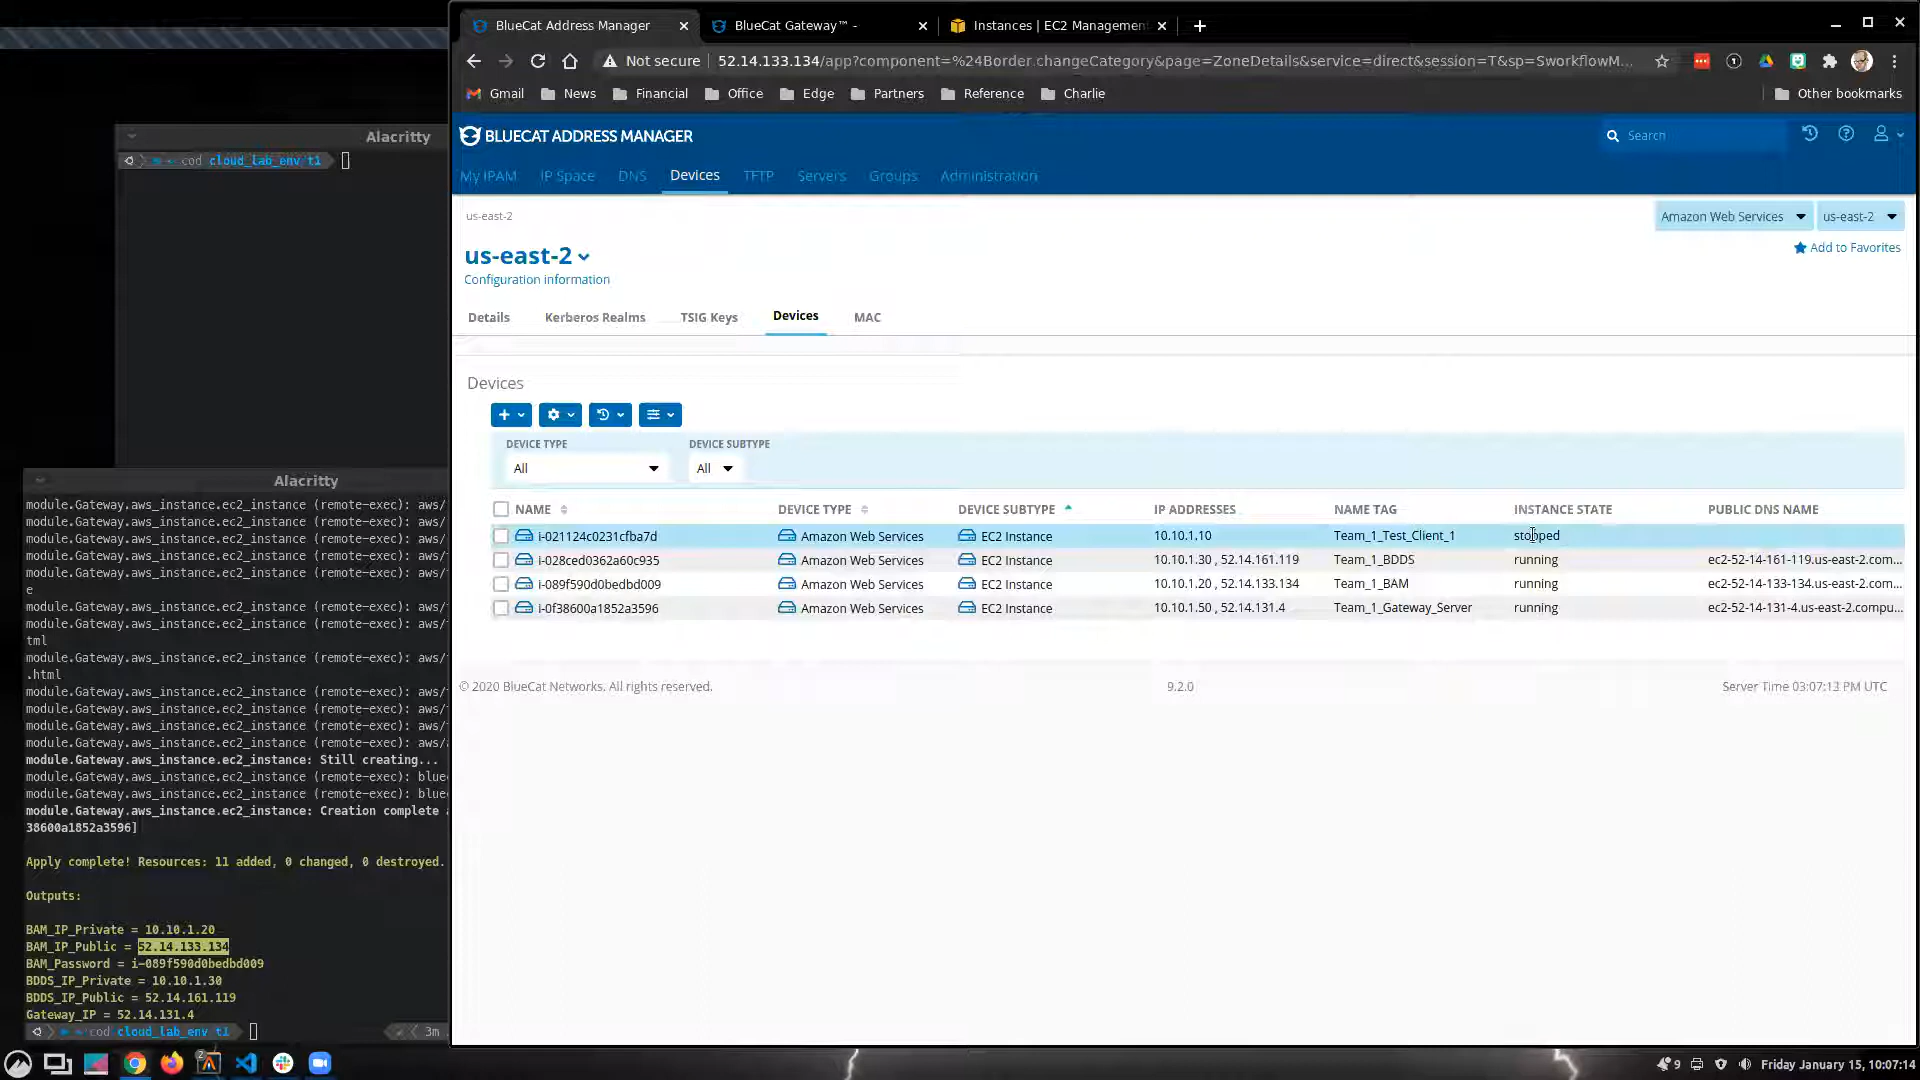 Alacritty
cod cloud_lab_env t1
Alacritty
module.Gateway.aws_instance.ec2_instance (remote-exec): aws/
module.Gateway.aws_instance.ec2_instance (remote-exec): aws/
module.Gateway.aws_instance.ec2_instance (remote-exec): aws/
module.Gateway.aws_instance.ec2_instance (remote-exec): aws/
module.Gateway.aws_instance.ec2_instance (remote-exec): aws/
e
module.Gateway.aws_instance.ec2_instance (remote-exec): aws/
module.Gateway.aws_instance.ec2_instance (remote-exec): aws/
tml
module.Gateway.aws_instance.ec2_instance (remote-exec): aws/
.html
module.Gateway.aws_instance.ec2_instance (remote-exec): aws/
module.Gateway.aws_instance.ec2_instance (remote-exec): aws/
module.Gateway.aws_instance.ec2_instance (remote-exec): aws/
module.Gateway.aws_instance.ec2_instance (remote-exec): aws/
module.Gateway.aws_instance.ec2_instance: Still creating...
module.Gateway.aws_instance.ec2_instance (remote-exec): blue
module.Gateway.aws_instance.ec2_instance (remote-exec): blue
module.Gateway.aws_instance.ec2_instance: Creation complete
38600a1852a3596]
Apply complete! Resources: 11 added, 0 changed, 0 destroyed.
Outputs:
BAM_IP_Private = 10.10.1.20
BAM_IP_Public = 52.14.133.134
BAM_Password = i-089f590d0bedbd009
BDDS_IP_Private = 10.10.1.30
BDDS_IP_Public = 52.14.161.119
Gateway_IP = 52.14.131.4
cod cloud_lab_env t1 3m
BlueCat Address Manager BlueCat Gateway™ - Instances | EC2 Management
Not secure 52.14.133.134/app?component=%24Border.changeCategory&page=ZoneDetails&service=direct&session=T&sp=SworkflowM...
Gmail News Financial Office Edge Partners Reference Charlie Other bookmarks
BLUECAT ADDRESS MANAGER Search
My IPAM IP Space DNS Devices TFTP Servers Groups Administration
us-east-2 Amazon Web Services us-east-2
Add to Favorites
us-east-2
Configuration information
Details Kerberos Realms TSIG Keys Devices MAC
Devices
DEVICE TYPE DEVICE SUBTYPE
All All
NAME DEVICE TYPE DEVICE SUBTYPE IP ADDRESSES NAME TAG INSTANCE STATE PUBLIC DNS NAME
i-021124c0231cfba7d Amazon Web Services EC2 Instance 10.10.1.10 Team_1_Test_Client_1 stopped
i-028ced0362a60c935 Amazon Web Services EC2 Instance 10.10.1.30 , 52.14.161.119 Team_1_BDDS running ec2-52-14-161-119.us-east-2.com...
i-089f590d0bedbd009 Amazon Web Services EC2 Instance 10.10.1.20 , 52.14.133.134 Team_1_BAM running ec2-52-14-133-134.us-east-2.com...
i-0f38600a1852a3596 Amazon Web Services EC2 Instance 10.10.1.50 , 52.14.131.4 Team_1_Gateway_Server running ec2-52-14-131-4.us-east-2.compu...
© 2020 BlueCat Networks. All rights reserved. 9.2.0 Server Time 03:07:13 PM UTC
2 9 Friday January 15, 10:07:14